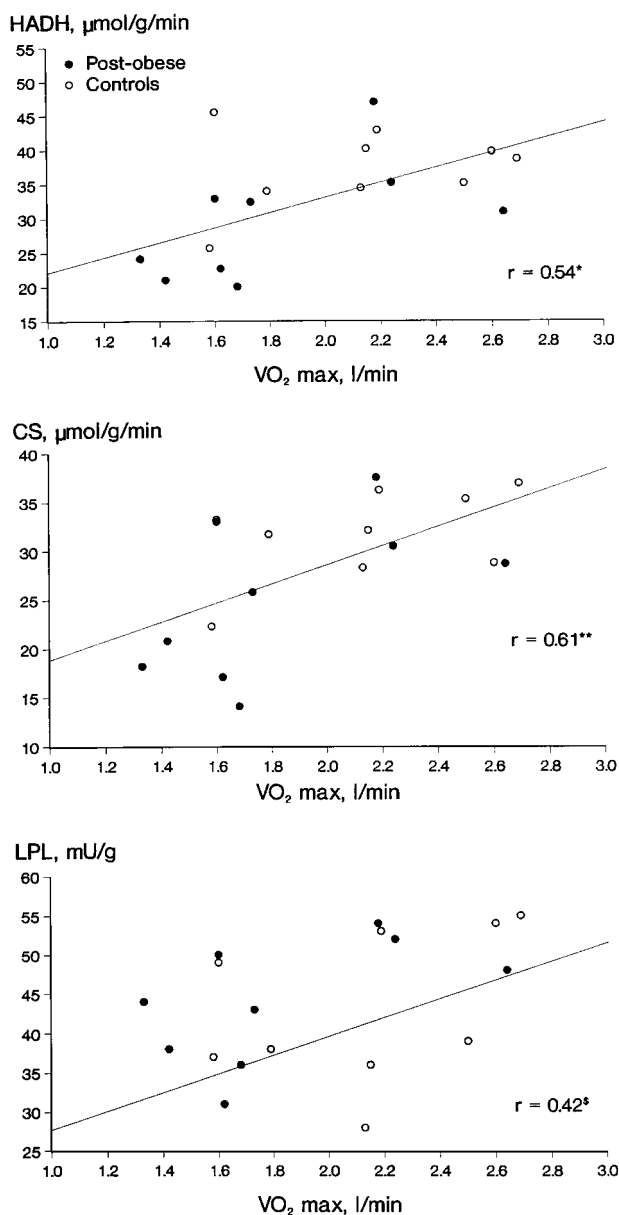 HADH, µmol/g/min
55
50
45
40
35
30
25
20
15
● Post-obese
○ Controls
r = 0.54*
1.0 1.2 1.4 1.6 1.8 2.0 2.2 2.4 2.6 2.8 3.0
VO₂ max, l/min
CS, µmol/g/min
40
35
30
25
20
15
10
r = 0.61**
1.0 1.2 1.4 1.6 1.8 2.0 2.2 2.4 2.6 2.8 3.0
VO₂ max, l/min
LPL, mU/g
60
55
50
45
40
35
30
25
r = 0.42$
1.0 1.2 1.4 1.6 1.8 2.0 2.2 2.4 2.6 2.8 3.0
VO₂ max, l/min